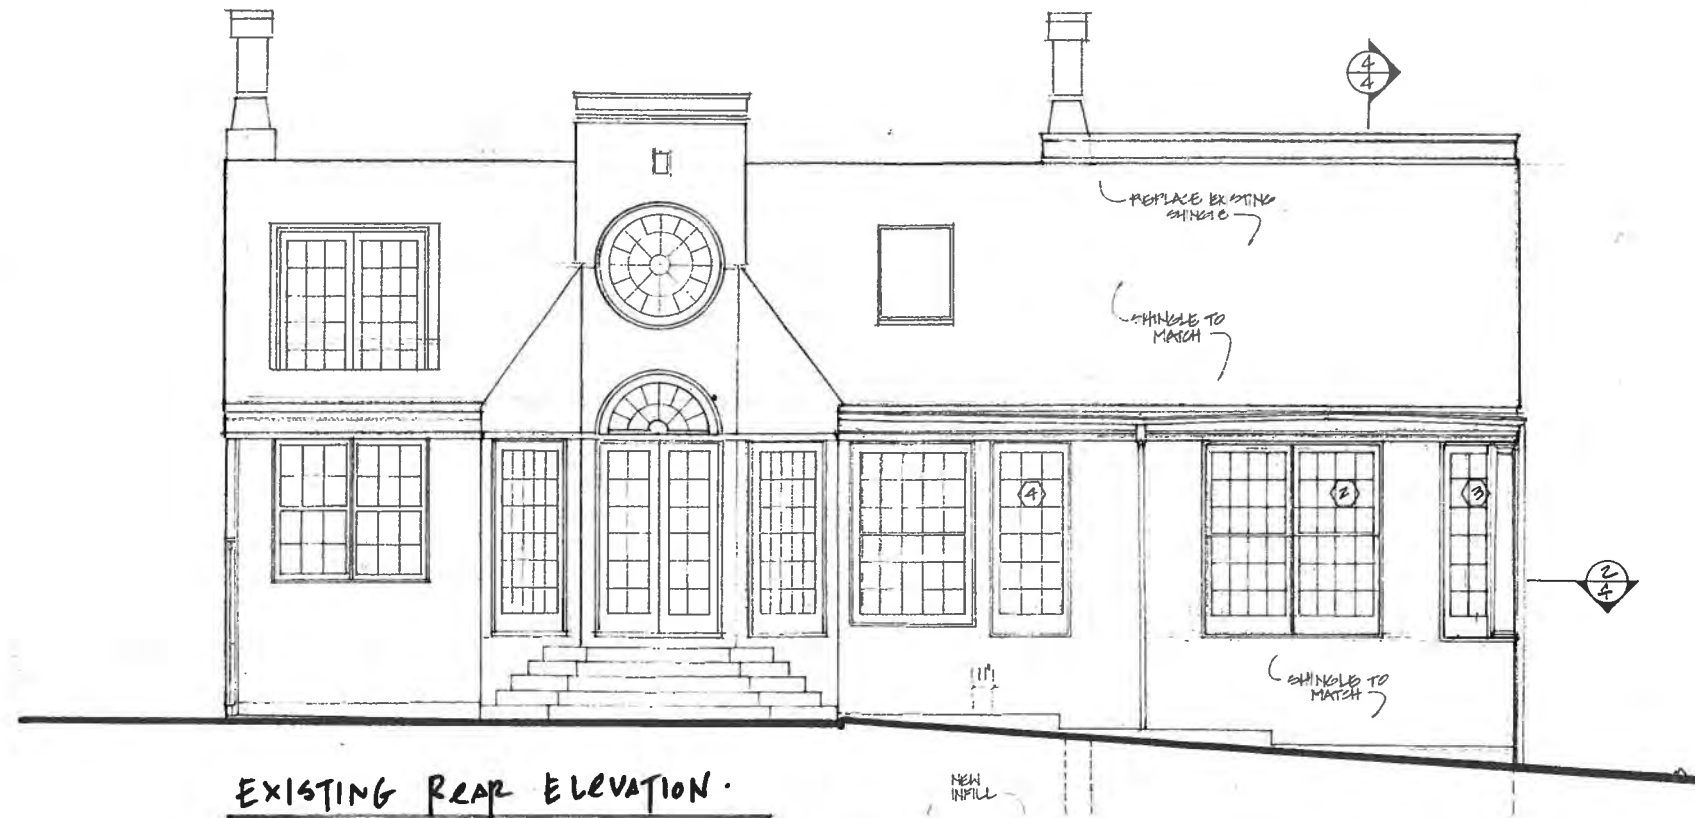 4
4
REPLACE EXISTING
SHINGLE
SHINGLE TO
MATCH
4
2
3
2
4
11"
SHINGLE TO
MATCH
EXISTING REAR ELEVATION.
NEW
INFILL